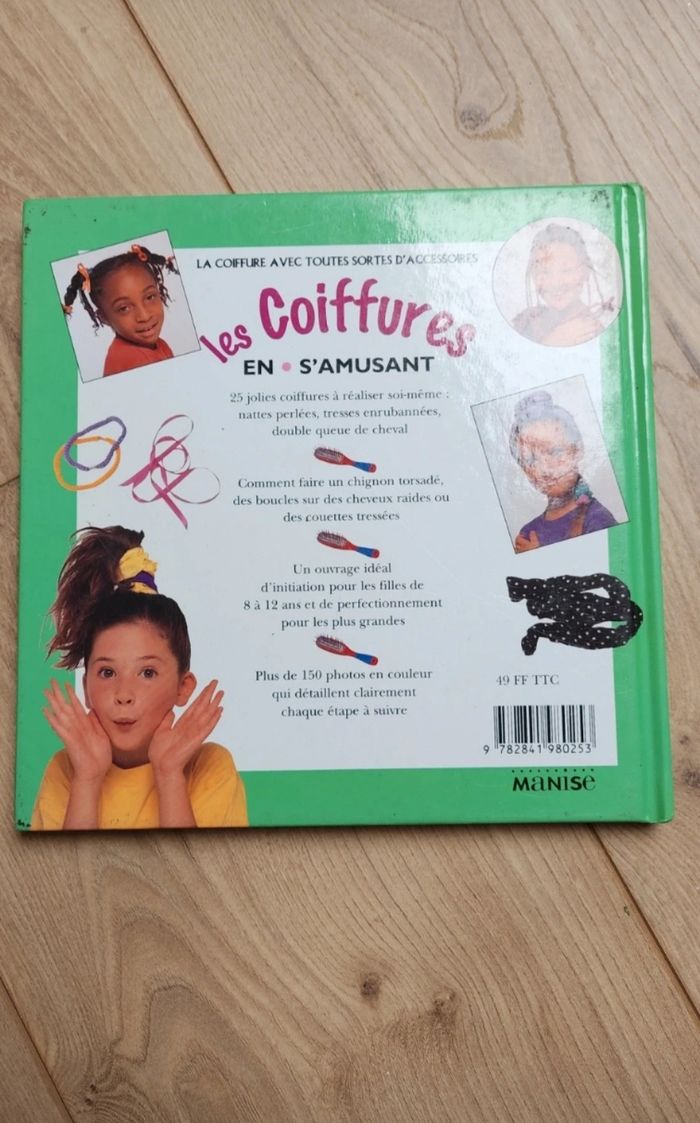 LA COIFFURE AVEC TOUTES SORTES D'ACCESSOIRES
les Coiffures
EN • S'AMUSANT
25 jolies coiffures à réaliser soi-même :
nattes perlées, tresses enrubannées,
double queue de cheval
Comment faire un chignon torsadé,
des boucles sur des cheveux raides ou
des couettes tressées
Un ouvrage idéal
d'initiation pour les filles de
8 à 12 ans et de perfectionnement
pour les plus grandes
Plus de 150 photos en couleur
qui détaillent clairement
chaque étape à suivre
49 FF TTC
9 782841 980253
MANISE